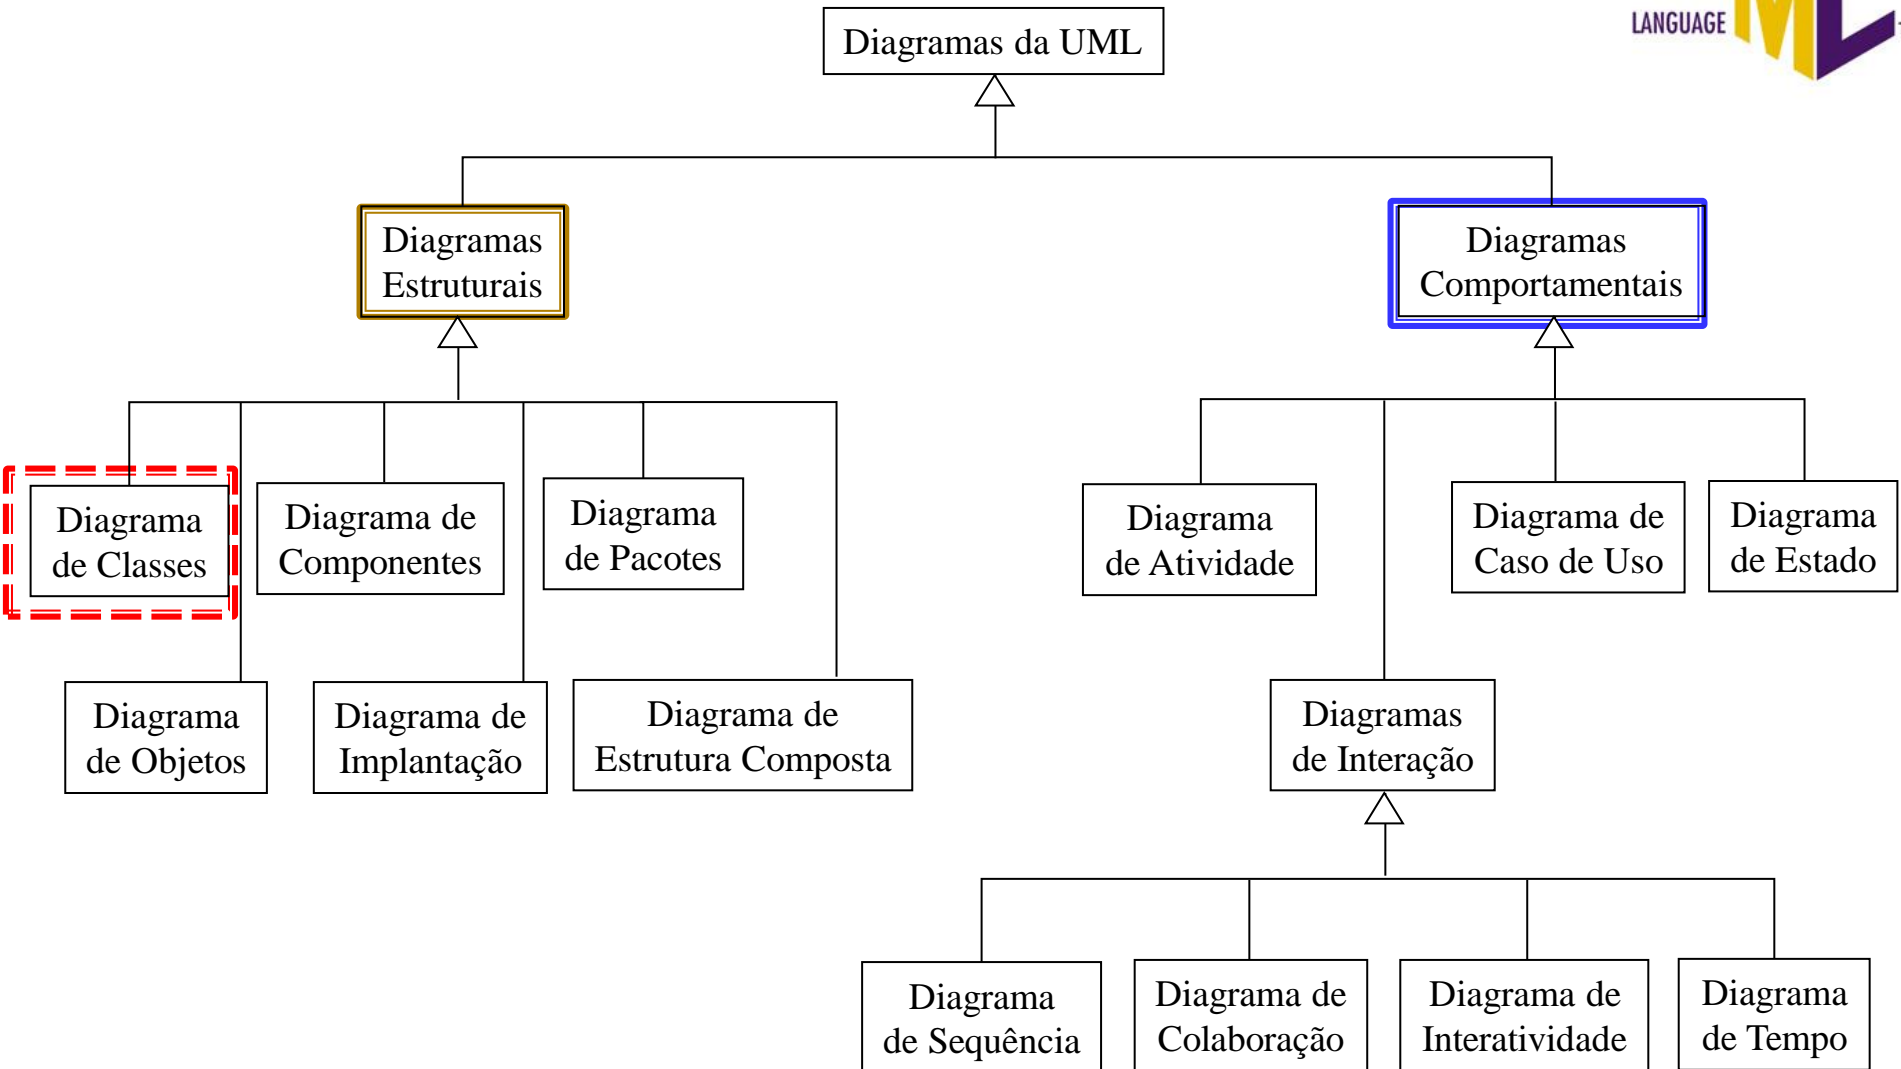 LANGUAGE
ML
Diagramas da UML
Diagramas
Estruturais
Diagramas
Comportamentais
Diagrama
de Classes
Diagrama de
Componentes
Diagrama
de Pacotes
Diagrama
de Atividade
Diagrama de
Caso de Uso
Diagrama
de Estado
Diagrama
de Objetos
Diagrama de
Implantação
Diagrama de
Estrutura Composta
Diagramas
de Interação
Diagrama
de Sequência
Diagrama de
Colaboração
Diagrama de
Interatividade
Diagrama
de Tempo